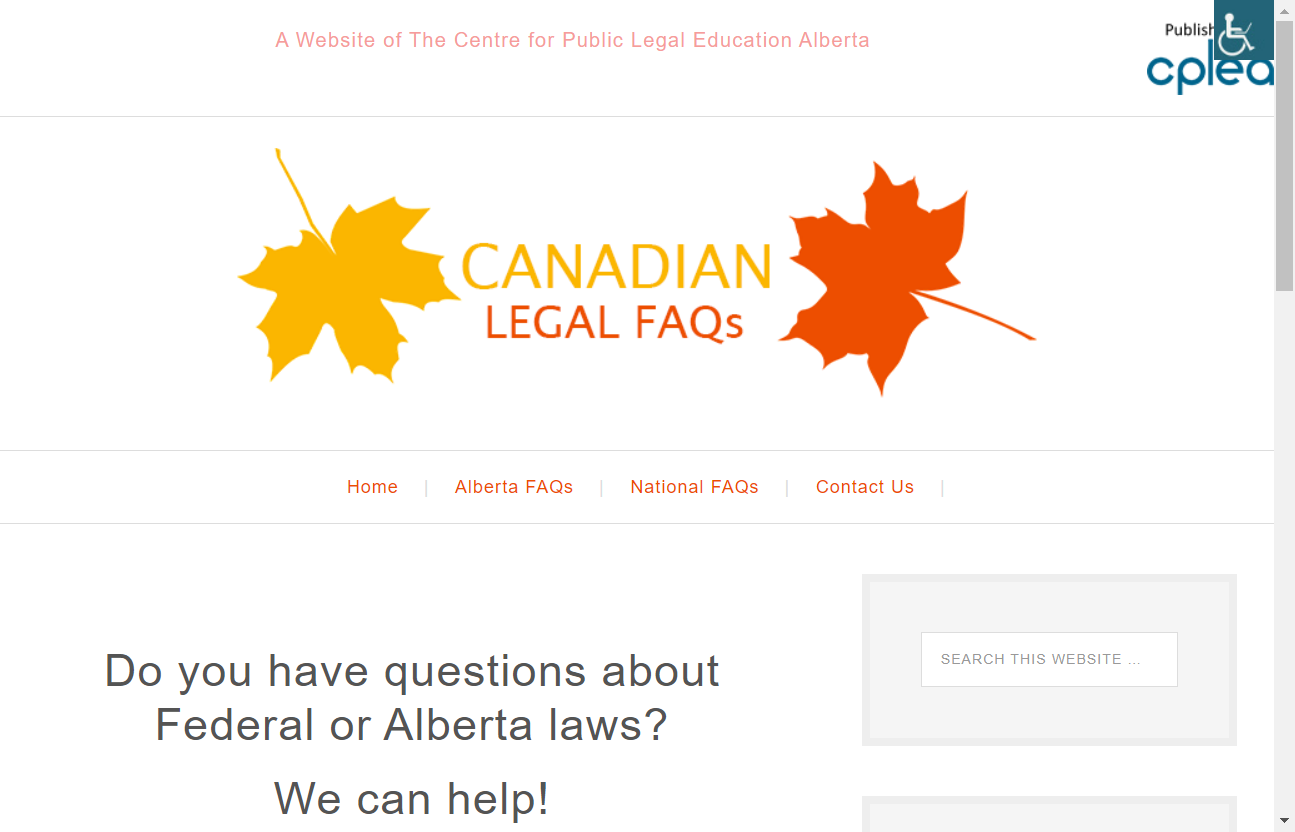 A Website of The Centre for Public Legal Education Alberta
cplea
CANADIAN
LEGAL FAQs
Home | Alberta FAQs | National FAQs | Contact Us |
SEARCH THIS WEBSITE ...
Do you have questions about
Federal or Alberta laws?
We can help!